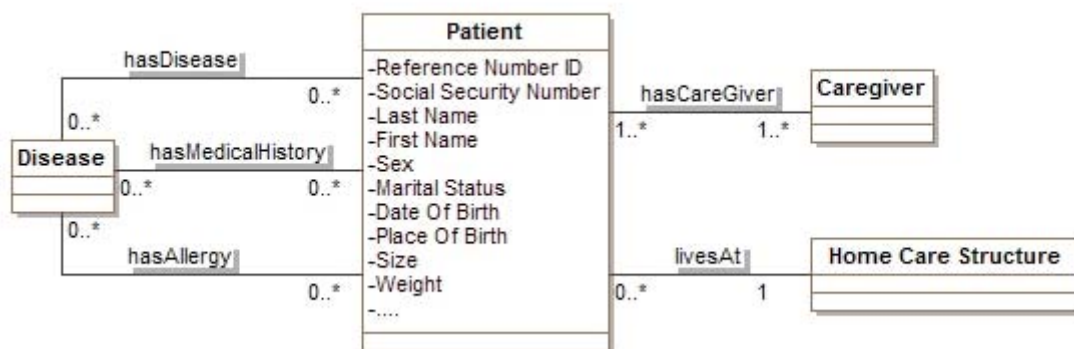 Patient
-Reference Number ID
-Social Security Number
-Last Name
-First Name
-Sex
-Marital Status
-Date Of Birth
-Place Of Birth
-Size
-Weight
-....
hasDisease
0..*
0..*
Disease
hasMedicalHistory
0..*
0..*
0..*
hasAllergy
0..*
hasCareGiver
1..*
1..*
Caregiver
livesAt
0..*
1
Home Care Structure